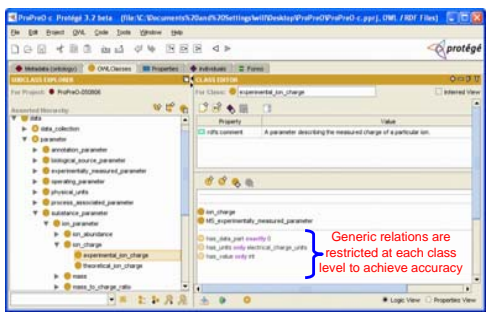 ProPreO-c Protégé 3.2 beta (file:\C:\Documents%20and%20Settings\will\Desktop\ProPreO\ProPreO-c.pprj, OWL / RDF Files)
File Edit Project OWL Code Tools Window Help
protégé
Metadata (ontology) OWLClasses Properties Individuals Forms
SUBCLASS EXPLORER
CLASS EDITOR
For Project: ProPreO-050806
For Class: experimental_ion_charge Inferred View
Asserted Hierarchy
data
data_collection
parameter
annotation_parameter
biological_source_parameter
experimentally_measured_parameter
operating_parameter
physical_units
process_associated_parameter
substance_parameter
ion_parameter
ion_abundance
ion_charge
experimental_ion_charge
theoretical_ion_charge
mass
mass_to_charge_ratio
Property Value
rdfs:comment A parameter describing the measured charge of a particular ion.
ion_charge
MS_experimentally_measured_parameter
has_data_part exactly 0
has_units only electrical_charge_units
has_value only int
Generic relations are
restricted at each class
level to achieve accuracy
Logic View Properties View